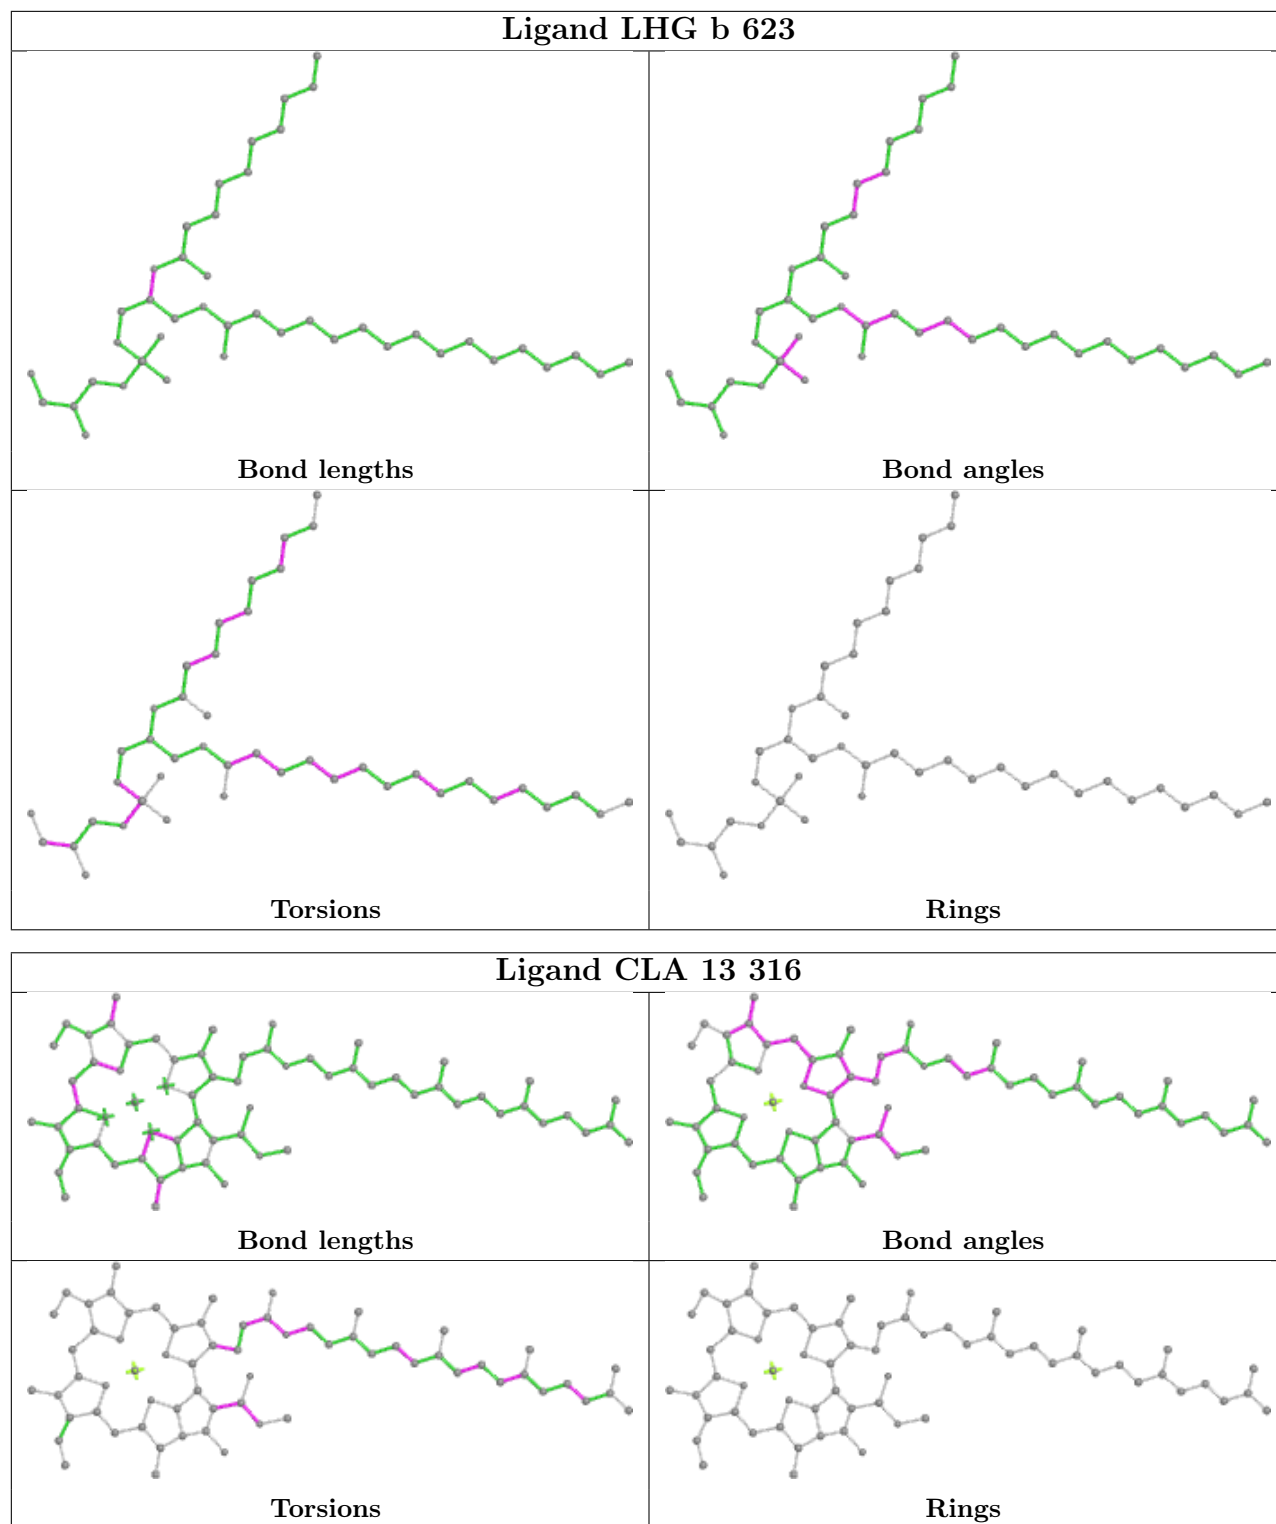 Ligand LHG b 623
Bond lengths
Bond angles
Torsions
Rings
Ligand CLA 13 316
Bond lengths
Bond angles
Torsions
Rings